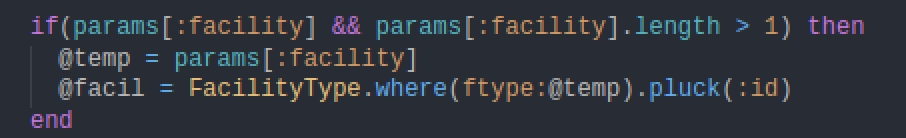 if(params[:facility] && params[:facility].length > 1) then
  @temp = params[:facility]
  @facil = FacilityType.where(ftype:@temp).pluck(:id)
end